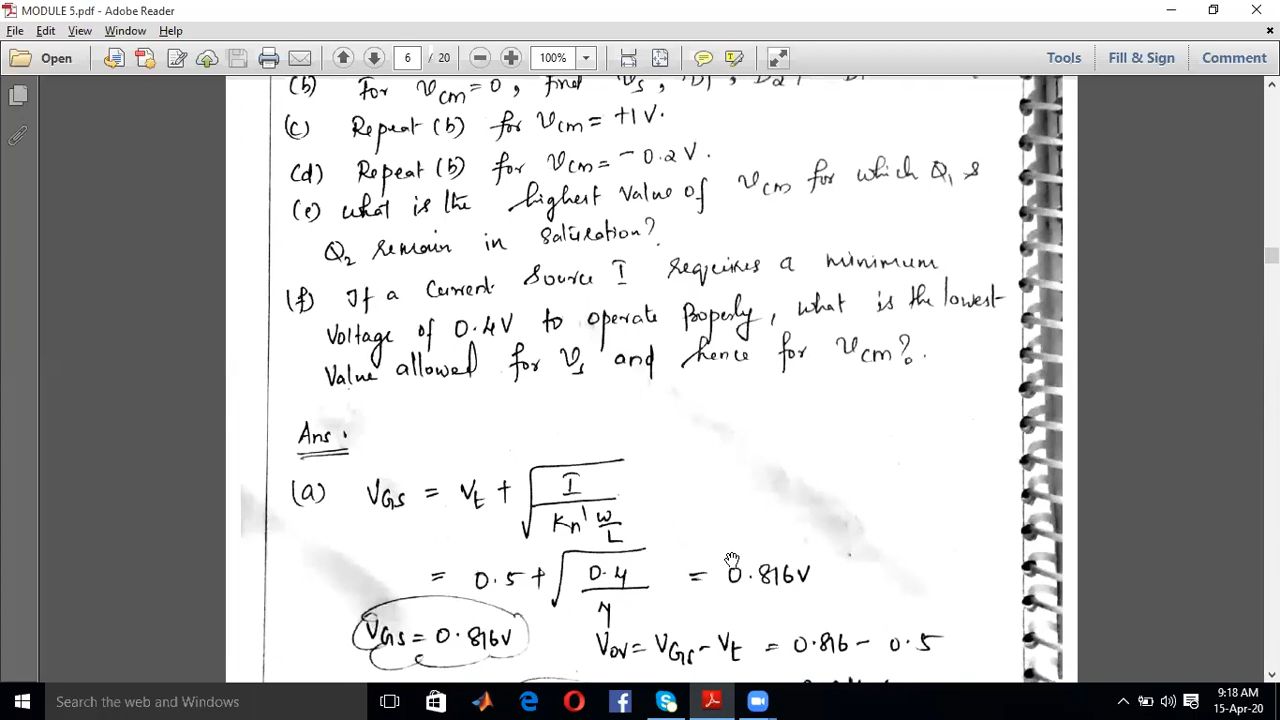 MODULE 5.pdf - Adobe Reader
File Edit View Window Help
Open 6 / 20 100% Tools Fill & Sign Comment
(b) For Vcm = 0, find Vs,
(c) Repeat (b) for Vcm = +1V.
(d) Repeat (b) for Vcm = -0.2V.
(e) what is the highest value of Vcm for which Q1 &
Q2 remain in saturation?
(f) If a current source I requires a minimum
voltage of 0.4V to operate properly, what is the lowest
value allowed for Vs and hence for Vcm?
Ans.
(a) VGS = Vt + √(I / Kn' W/L)
= 0.5 + √(0.4 / 4) = 0.816V
VGS = 0.816V Vov = VGS - Vt = 0.816 - 0.5
Search the web and Windows
9:18 AM
15-Apr-20